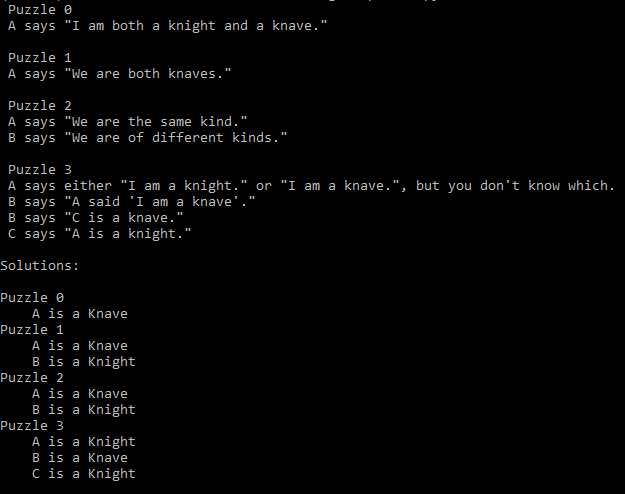 Puzzle 0
A says "I am both a knight and a knave."
Puzzle 1
A says "We are both knaves."
Puzzle 2
A says "We are the same kind."
B says "We are of different kinds."
Puzzle 3
A says either "I am a knight." or "I am a knave.", but you don't know which.
B says "A said 'I am a knave'."
B says "C is a knave."
C says "A is a knight."
Solutions:
Puzzle 0
A is a Knave
Puzzle 1
A is a Knave
B is a Knight
Puzzle 2
A is a Knave
B is a Knight
Puzzle 3
A is a Knight
B is a Knave
C is a Knight